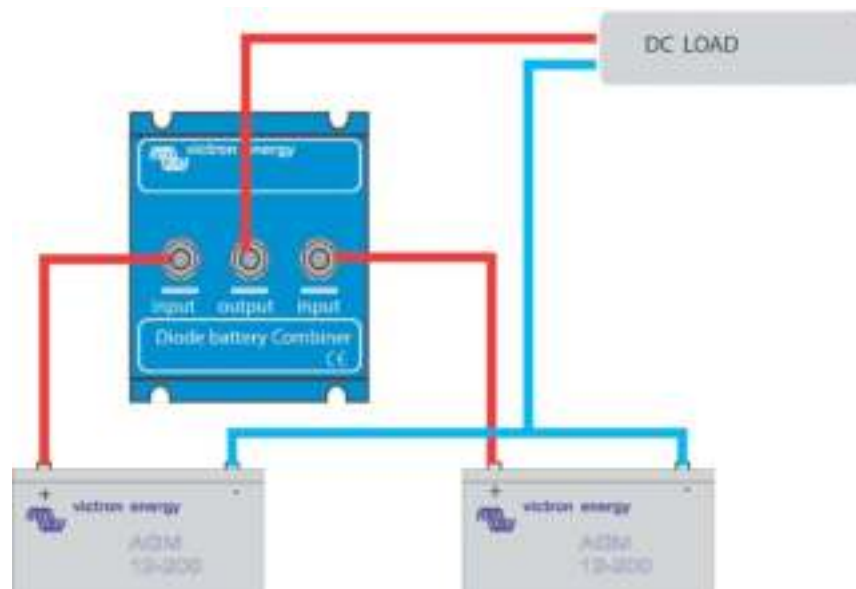 DC LOAD
victron energy
input output input
Diode battery Combiner
CE
+ -
victron energy
AGM
12-200
+ -
victron energy
AGM
12-200